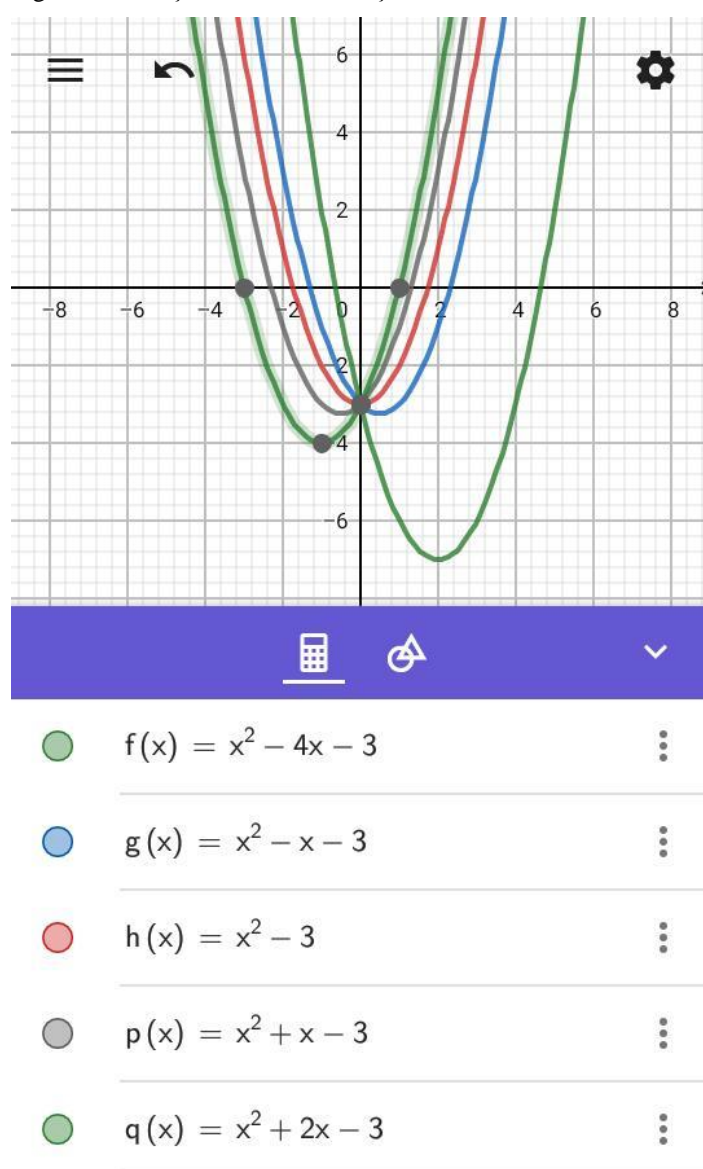 6
4
2
−8 −6 −4 −2 0 2 4 6 8
−2
−4
−6
f(x) = x² − 4x − 3
g(x) = x² − x − 3
h(x) = x² − 3
p(x) = x² + x − 3
q(x) = x² + 2x − 3